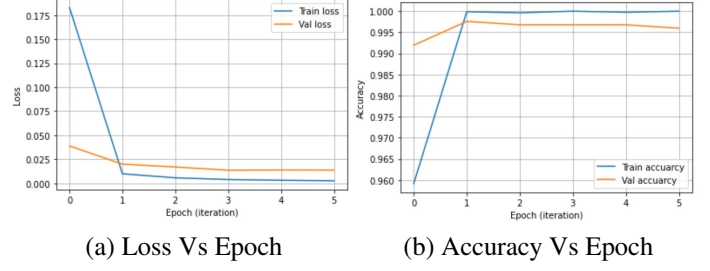 0.175
0.150
0.125
0.100
0.075
0.050
0.025
0.000
Loss
Train loss
Val loss
0 1 2 3 4 5
Epoch (iteration)
(a) Loss Vs Epoch
1.000
0.995
0.990
0.985
0.980
0.975
0.970
0.965
0.960
Accuracy
Train accuarcy
Val accuarcy
0 1 2 3 4 5
Epoch (iteration)
(b) Accuracy Vs Epoch